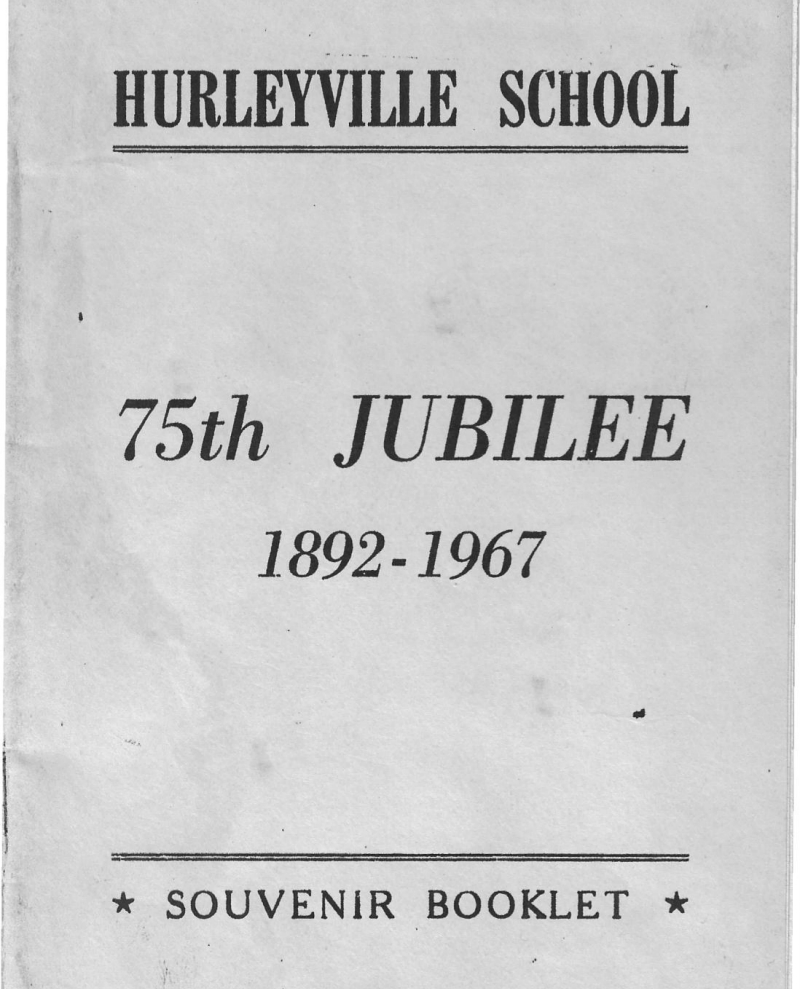 HURLEYVILLE SCHOOL
75th JUBILEE
1892-1967
★ SOUVENIR BOOKLET ★